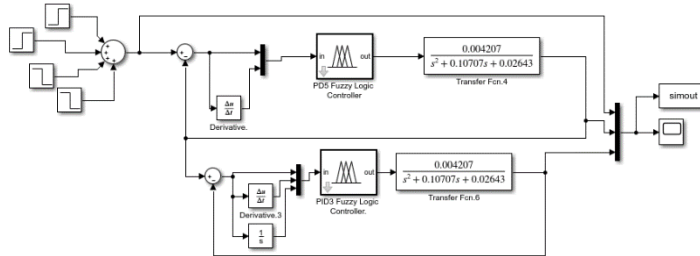 +
+
+
+
+
−
Δu
Δt
Derivative.
in
out
PD5 Fuzzy Logic
Controller
0.004207
s² + 0.10707s + 0.02643
Transfer Fcn.4
simout
+
−
Δu
Δt
Derivative.3
1
s
in
out
PID3 Fuzzy Logic
Controller.
0.004207
s² + 0.10707s + 0.02643
Transfer Fcn.6